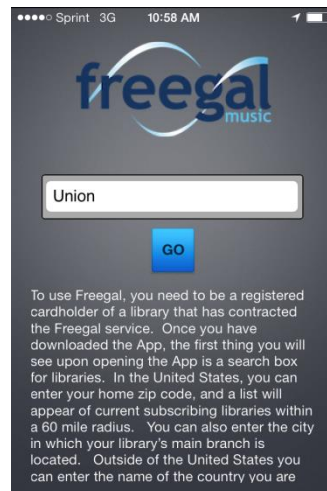 Sprint 3G 10:58 AM
freegal
music
Union
GO
To use Freegal, you need to be a registered
cardholder of a library that has contracted
the Freegal service. Once you have
downloaded the App, the first thing you will
see upon opening the App is a search box
for libraries. In the United States, you can
enter your home zip code, and a list will
appear of current subscribing libraries within
a 60 mile radius. You can also enter the city
in which your library's main branch is
located. Outside of the United States you
can enter the name of the country you are